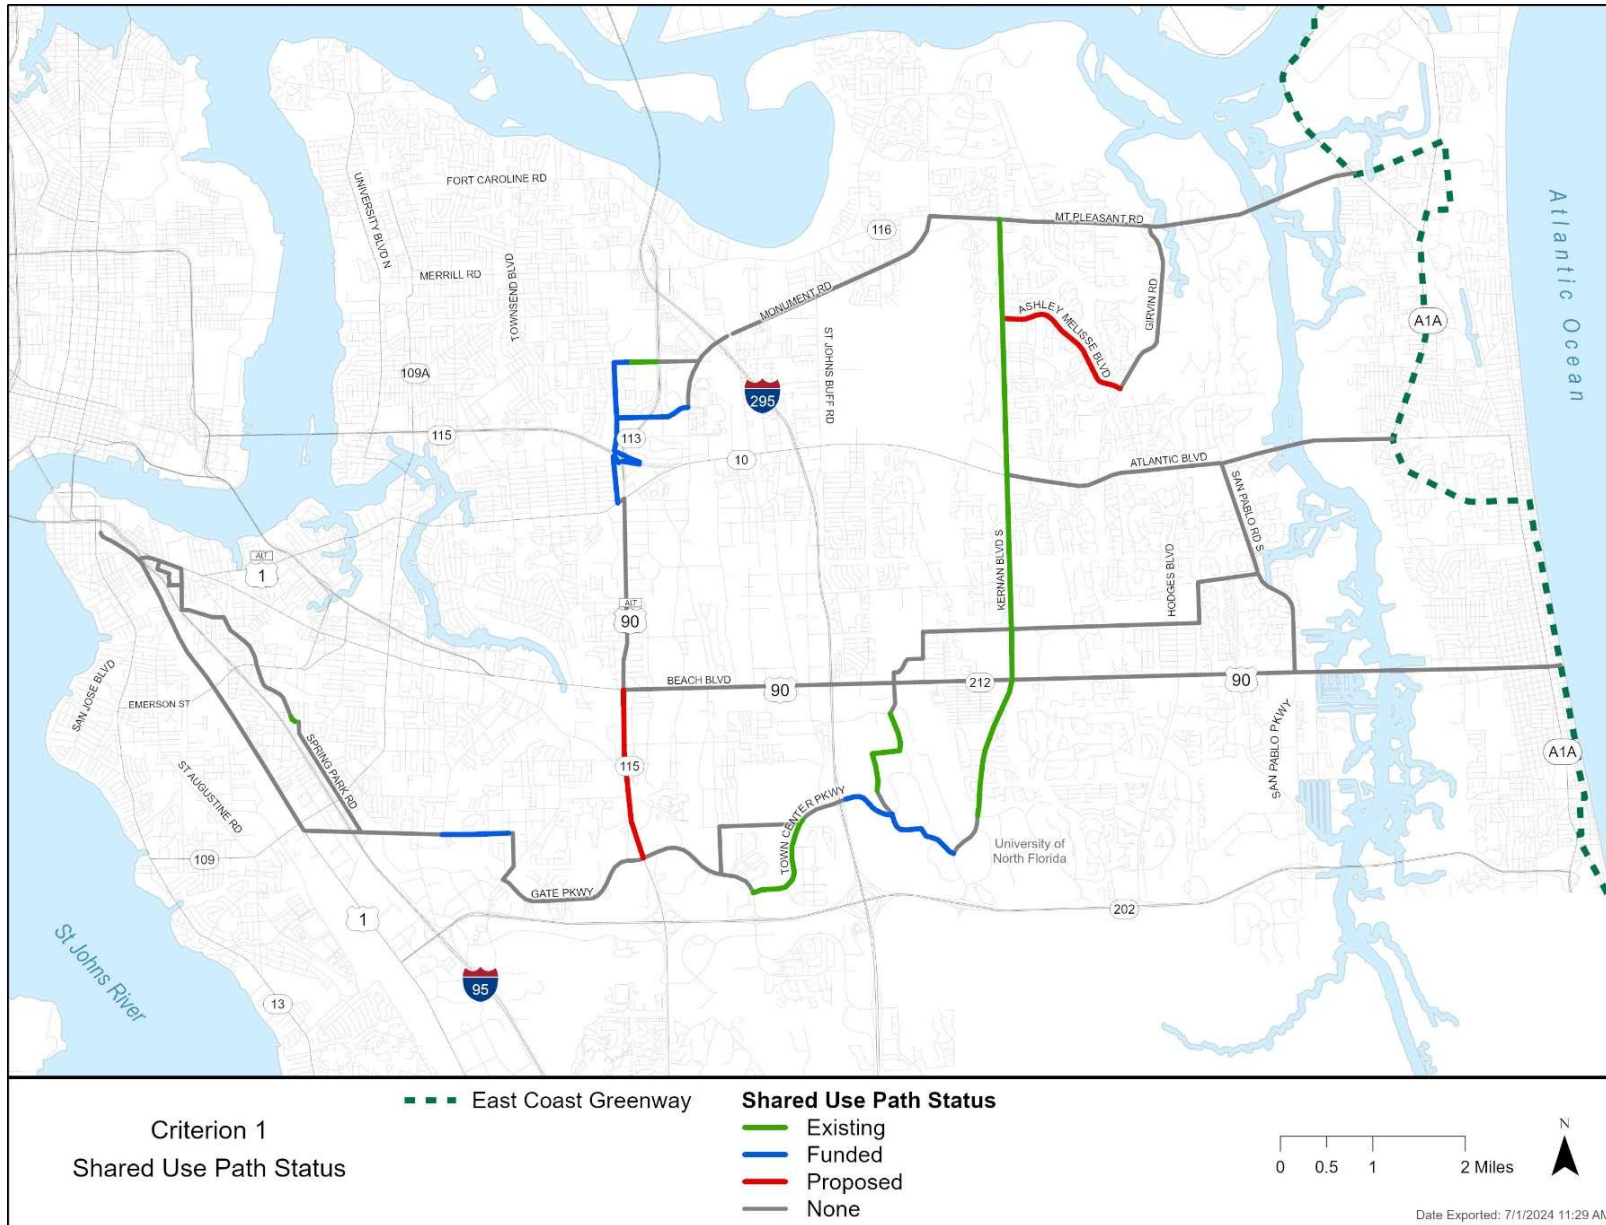 FORT CAROLINE RD
UNIVERSITY BLVD N
MERRILL RD
TOWNSEND BLVD
116
MT PLEASANT RD
MONUMENT RD
GIRVIN RD
ASHLEY MELISSE BLVD
ST JOHNS BUFF RD
A1A
Atlantic Ocean
109A
295
115
113
10
ATLANTIC BLVD
SAN PABLO RD S
ALT
1
KERNAN BLVD S
HODGES BLVD
ALT
90
BEACH BLVD
90
212
90
SAN JOSE BLVD
EMERSON ST
SPRING PARK RD
ST AUGUSTINE RD
115
SAN PABLO PKWY
A1A
TOWN CENTER PKWY
University of
North Florida
109
GATE PKWY
1
202
St Johns River
95
13
East Coast Greenway
Criterion 1
Shared Use Path Status
Shared Use Path Status
Existing
Funded
Proposed
None
0 0.5 1 2 Miles
N
Date Exported: 7/1/2024 11:29 AM